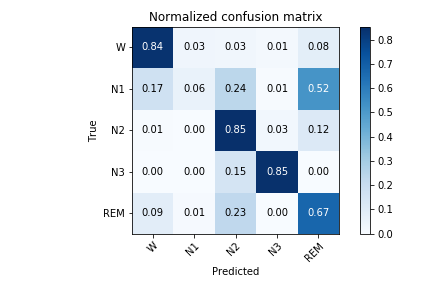 Normalized confusion matrix
W 0.84 0.03 0.03 0.01 0.08
N1 0.17 0.06 0.24 0.01 0.52
N2 0.01 0.00 0.85 0.03 0.12
N3 0.00 0.00 0.15 0.85 0.00
REM 0.09 0.01 0.23 0.00 0.67
True
W N1 N2 N3 REM
Predicted
0.8
0.7
0.6
0.5
0.4
0.3
0.2
0.1
0.0